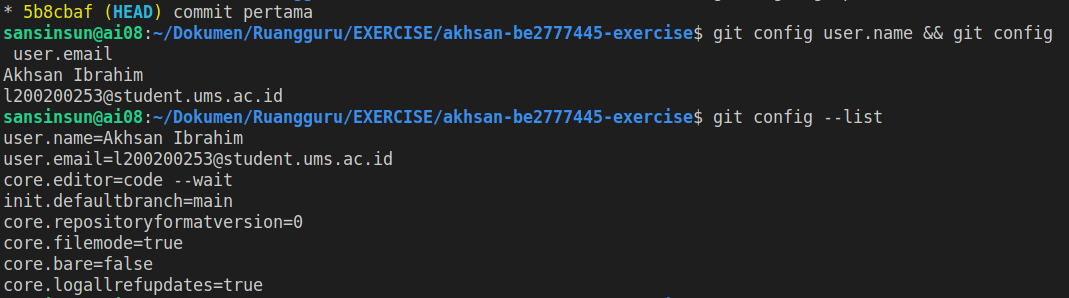 * 5b8cbaf (HEAD) commit pertama
sansinsun@ai08:~/Dokumen/Ruangguru/EXERCISE/akhsan-be2777445-exercise$ git config user.name && git config
 user.email
Akhsan Ibrahim
l200200253@student.ums.ac.id
sansinsun@ai08:~/Dokumen/Ruangguru/EXERCISE/akhsan-be2777445-exercise$ git config --list
user.name=Akhsan Ibrahim
user.email=l200200253@student.ums.ac.id
core.editor=code --wait
init.defaultbranch=main
core.repositoryformatversion=0
core.filemode=true
core.bare=false
core.logallrefupdates=true